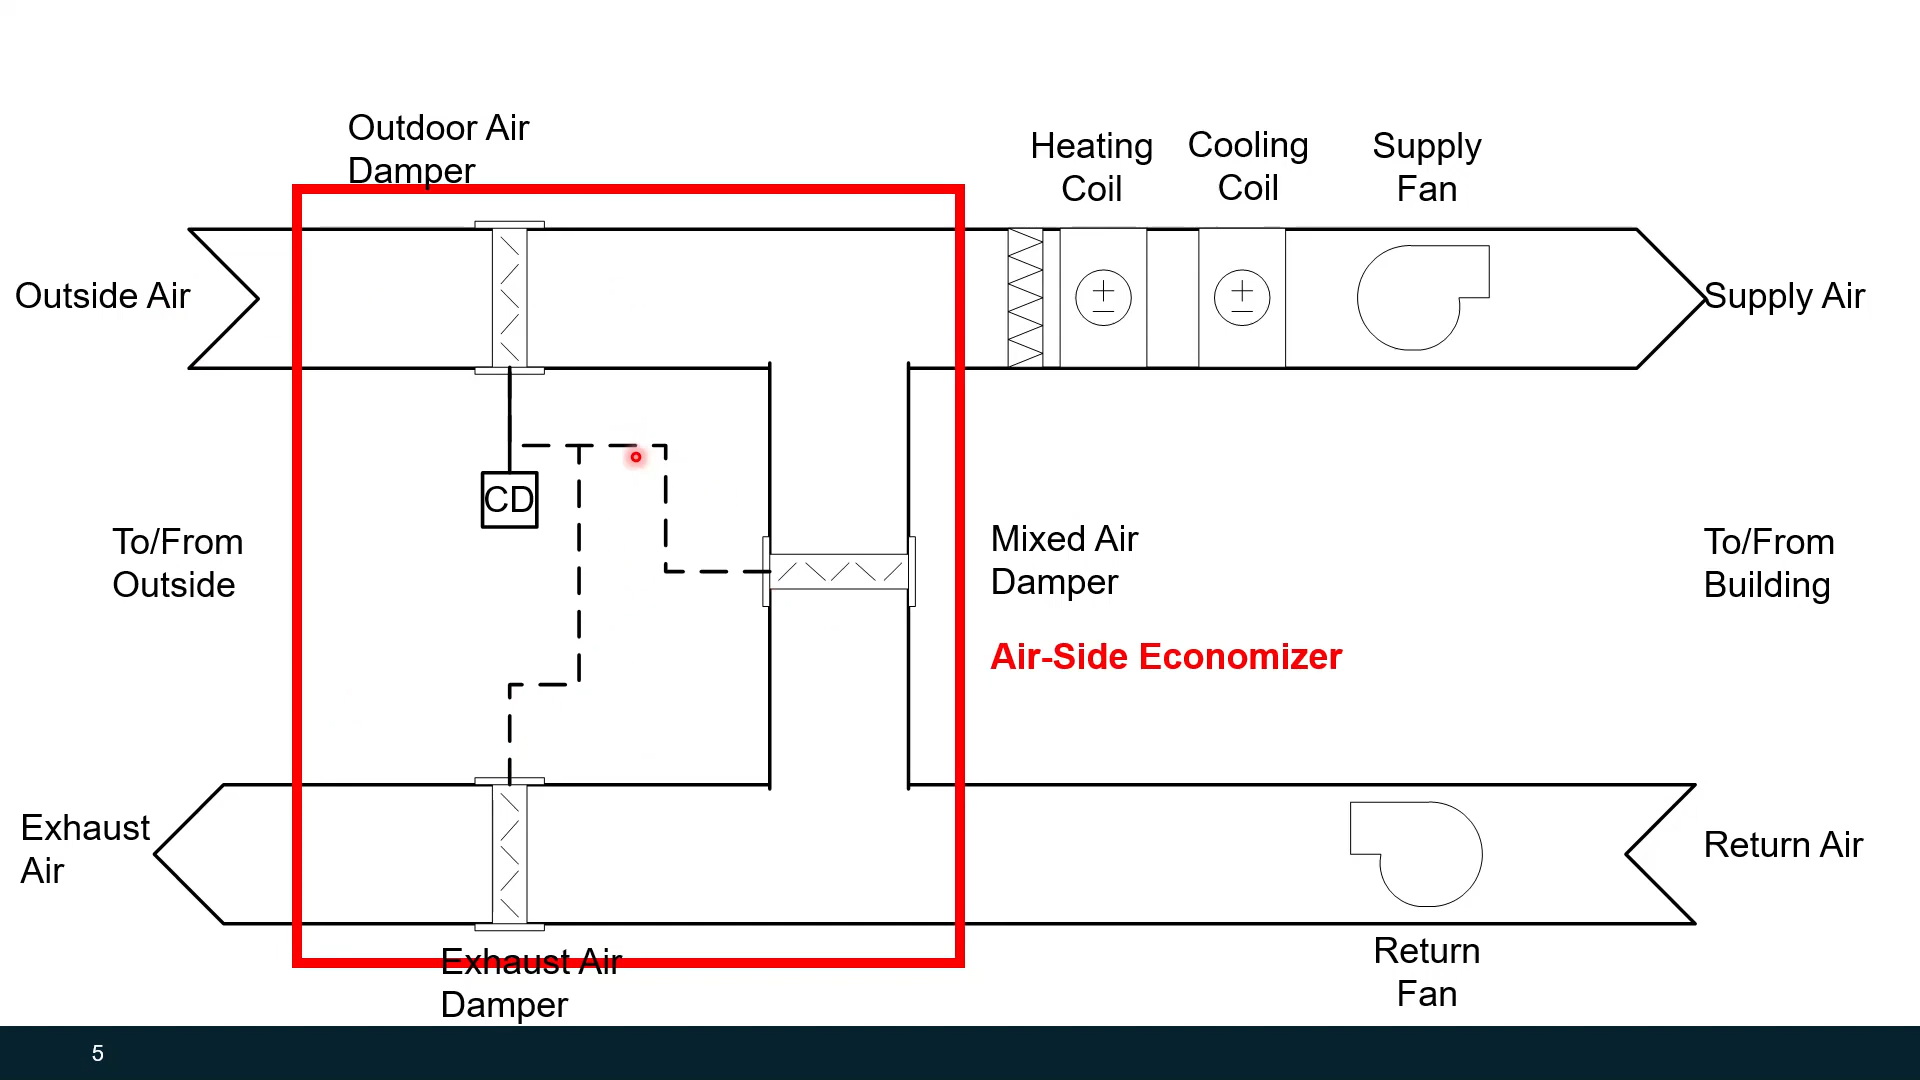 Outdoor Air
Damper
Heating
Coil
Cooling
Coil
Supply
Fan
Outside Air
Supply Air
CD
To/From
Outside
Mixed Air
Damper
To/From
Building
Air-Side Economizer
Exhaust
Air
Return Air
Exhaust Air
Damper
Return
Fan
5